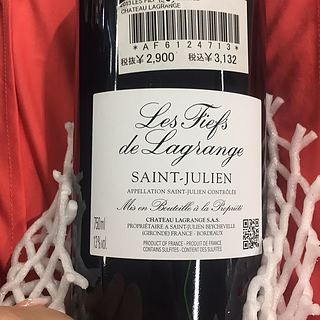 CHATEAU LAGRANGE
*AF6124713*
税抜¥2,900 税込¥3,132
Les Fiefs
de Lagrange
SAINT-JULIEN
APPELLATION SAINT-JULIEN CONTRÔLÉE
Mis en Bouteille à la Propriété
CHATEAU LAGRANGE S.A.S.
PROPRIÉTAIRE A SAINT-JULIEN BEYCHEVELLE
(GIRONDE) FRANCE - BORDEAUX
PRODUCT OF FRANCE - PRODUIT DE FRANCE
CONTAINS SULFITES - CONTIENT DES SULFITES
750ml
13% vol.